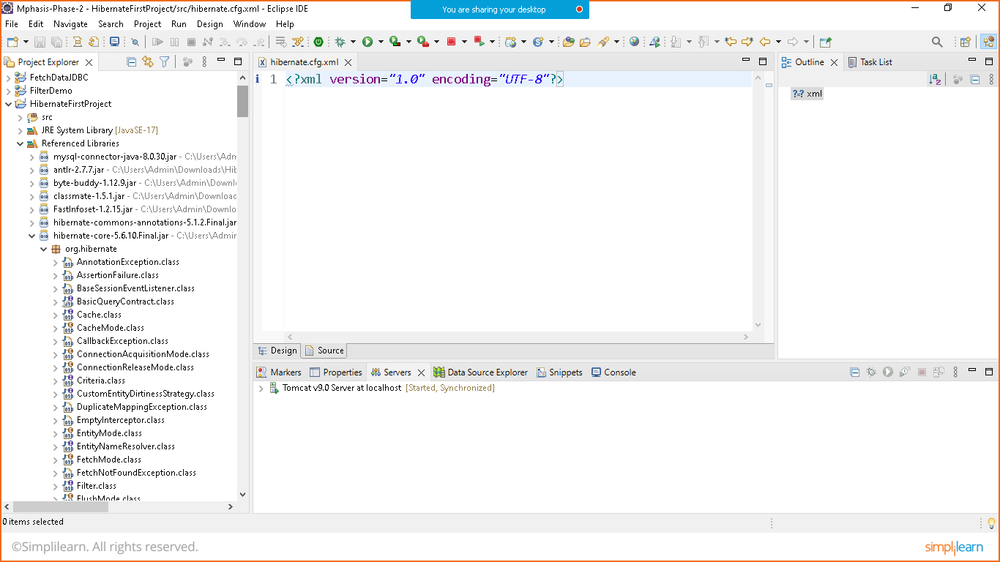 Mphasis-Phase-2 - HibernateFirstProject/src/hibernate.cfg.xml - Eclipse IDE
You are sharing your desktop
File Edit Navigate Search Project Run Design Window Help
Project Explorer
FetchDataJDBC
FilterDemo
HibernateFirstProject
src
JRE System Library [JavaSE-17]
Referenced Libraries
mysql-connector-java-8.0.30.jar - C:\Users\Adm
antlr-2.7.7.jar - C:\Users\Admin\Downloads\Hib
byte-buddy-1.12.9.jar - C:\Users\Admin\Downl
classmate-1.5.1.jar - C:\Users\Admin\Downloac
FastInfoset-1.2.15.jar - C:\Users\Admin\Downl
hibernate-commons-annotations-5.1.2.Final.jar
hibernate-core-5.6.10.Final.jar - C:\Users\Admir
org.hibernate
AnnotationException.class
AssertionFailure.class
BaseSessionEventListener.class
BasicQueryContract.class
Cache.class
CacheMode.class
CallbackException.class
ConnectionAcquisitionMode.class
ConnectionReleaseMode.class
Criteria.class
CustomEntityDirtinessStrategy.class
DuplicateMappingException.class
EmptyInterceptor.class
EntityMode.class
EntityNameResolver.class
FetchMode.class
FetchNotFoundException.class
Filter.class
FlushMode.class
0 items selected
hibernate.cfg.xml
1 <?xml version="1.0" encoding="UTF-8"?>
Design Source
Outline Task List
?=? xml
Markers Properties Servers Data Source Explorer Snippets Console
Tomcat v9.0 Server at localhost [Started, Synchronized]
©Simplilearn. All rights reserved.
simplilearn